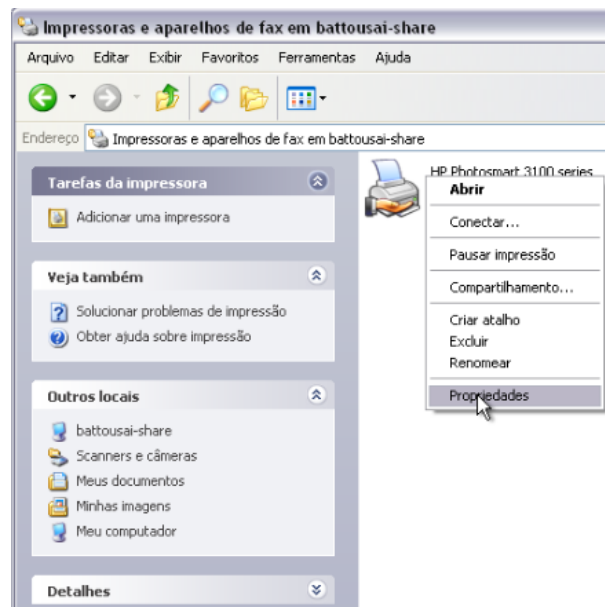 Impressoras e aparelhos de fax em battousai-share
Arquivo Editar Exibir Favoritos Ferramentas Ajuda
Endereço Impressoras e aparelhos de fax em battousai-share
Tarefas da impressora
Adicionar uma impressora
Veja também
Solucionar problemas de impressão
Obter ajuda sobre impressão
Outros locais
battousai-share
Scanners e câmeras
Meus documentos
Minhas imagens
Meu computador
Detalhes
HP Photosmart 3100 series
Abrir
Conectar...
Pausar impressão
Compartilhamento...
Criar atalho
Excluir
Renomear
Propriedades